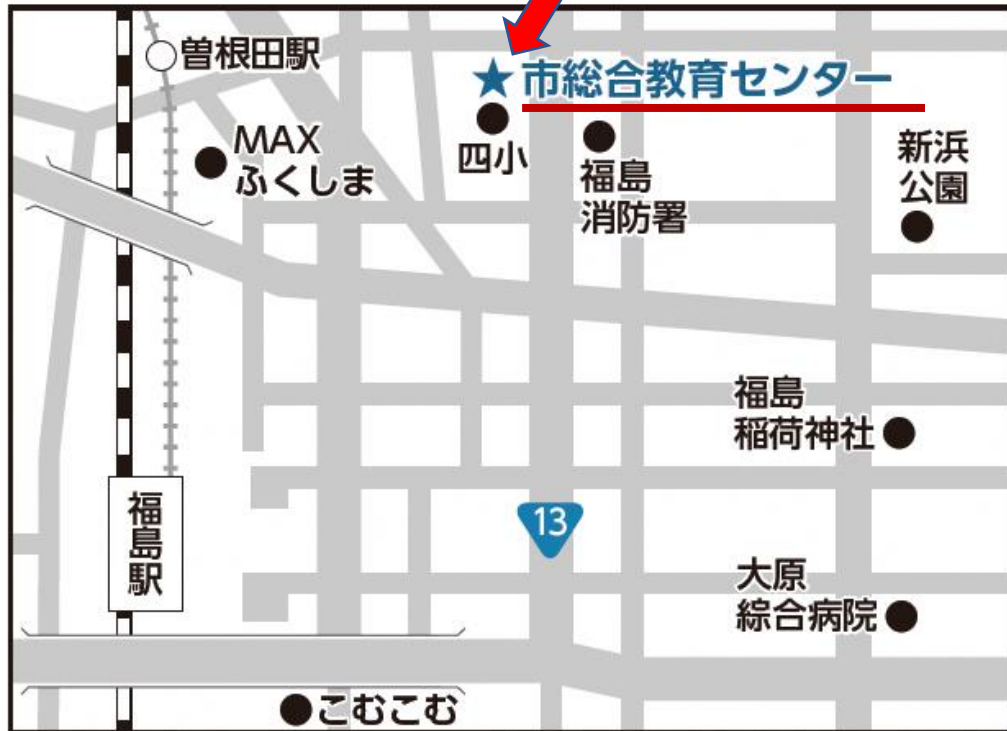 曽根田駅
★市総合教育センター
MAX
ふくしま
四小
福島
消防署
新浜
公園
福島
稲荷神社
福島駅
13
大原
綜合病院
こむこむ